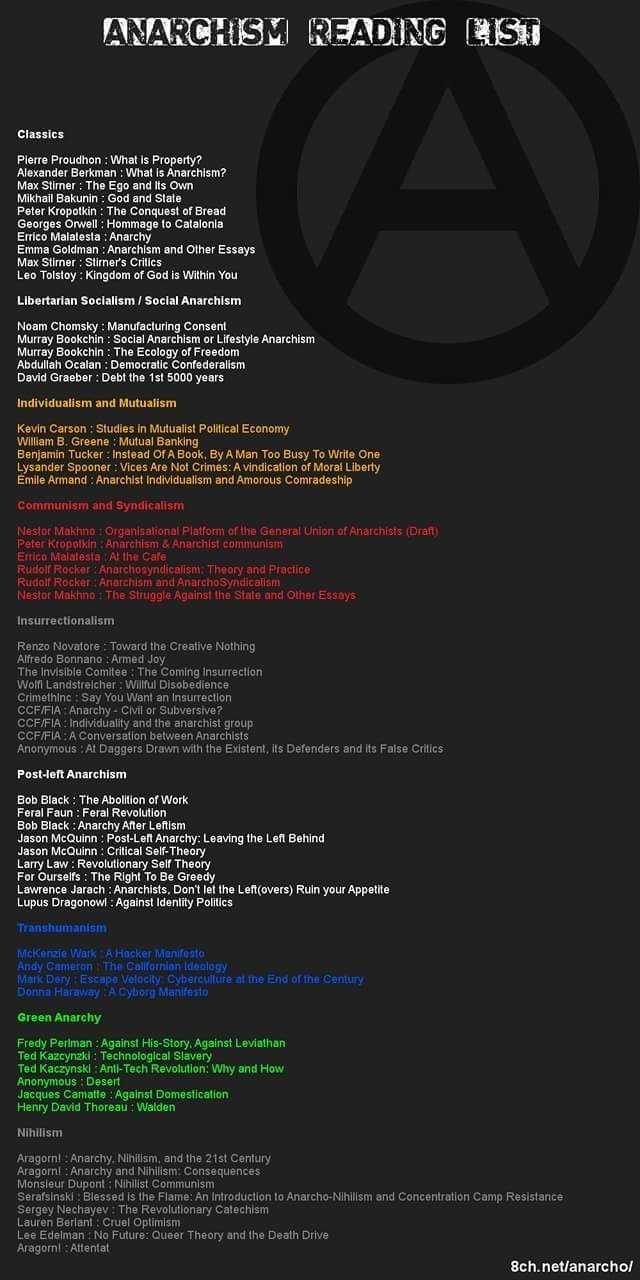 ANARCHISM READING LIST
Classics
Pierre Proudhon : What is Property?
Alexander Berkman : What is Anarchism?
Max Stirner : The Ego and Its Own
Mikhail Bakunin : God and State
Peter Kropotkin : The Conquest of Bread
Georges Orwell : Hommage to Catalonia
Errico Malatesta : Anarchy
Emma Goldman : Anarchism and Other Essays
Max Stirner : Stirner's Critics
Leo Tolstoy : Kingdom of God is Within You
Libertarian Socialism / Social Anarchism
Noam Chomsky : Manufacturing Consent
Murray Bookchin : Social Anarchism or Lifestyle Anarchism
Murray Bookchin : The Ecology of Freedom
Abdullah Ocalan : Democratic Confederalism
David Graeber : Debt the 1st 5000 years
Individualism and Mutualism
Kevin Carson : Studies in Mutualist Political Economy
William B. Greene : Mutual Banking
Benjamin Tucker : Instead Of A Book, By A Man Too Busy To Write One
Lysander Spooner : Vices Are Not Crimes: A vindication of Moral Liberty
Émile Armand : Anarchist Individualism and Amorous Comradeship
Communism and Syndicalism
Nestor Makhno : Organisational Platform of the General Union of Anarchists (Draft)
Peter Kropotkin : Anarchism & Anarchist communism
Errico Malatesta : At the Cafe
Rudolf Rocker : Anarchosyndicalism: Theory and Practice
Rudolf Rocker : Anarchism and AnarchoSyndicalism
Nestor Makhno : The Struggle Against the State and Other Essays
Insurrectionalism
Renzo Novatore : Toward the Creative Nothing
Alfredo Bonnano : Armed Joy
The Invisible Comitee : The Coming Insurrection
Wolfi Landstreicher : Willful Disobedience
CrimethInc : Say You Want an Insurrection
CCF/FIA : Anarchy - Civil or Subversive?
CCF/FIA : Individuality and the anarchist group
CCF/FIA : A Conversation between Anarchists
Anonymous : At Daggers Drawn with the Existent, its Defenders and its False Critics
Post-left Anarchism
Bob Black : The Abolition of Work
Feral Faun : Feral Revolution
Bob Black : Anarchy After Leftism
Jason McQuinn : Post-Left Anarchy: Leaving the Left Behind
Jason McQuinn : Critical Self-Theory
Larry Law : Revolutionary Self Theory
For Ourselfs : The Right To Be Greedy
Lawrence Jarach : Anarchists, Don't let the Left(overs) Ruin your Appetite
Lupus Dragonowl : Against Identity Politics
Transhumanism
McKenzie Wark : A Hacker Manifesto
Andy Cameron : The Californian Ideology
Mark Dery : Escape Velocity: Cyberculture at the End of the Century
Donna Haraway : A Cyborg Manifesto
Green Anarchy
Fredy Perlman : Against His-Story, Against Leviathan
Ted Kazcynzki : Technological Slavery
Ted Kaczynski : Anti-Tech Revolution: Why and How
Anonymous : Desert
Jacques Camatte : Against Domestication
Henry David Thoreau : Walden
Nihilism
Aragorn! : Anarchy, Nihilism, and the 21st Century
Aragorn! : Anarchy and Nihilism: Consequences
Monsieur Dupont : Nihilist Communism
Serafsinski : Blessed is the Flame: An Introduction to Anarcho-Nihilism and Concentration Camp Resistance
Sergey Nechayev : The Revolutionary Catechism
Lauren Berlant : Cruel Optimism
Lee Edelman : No Future: Queer Theory and the Death Drive
Aragorn! : Attentat
8ch.net/anarcho/